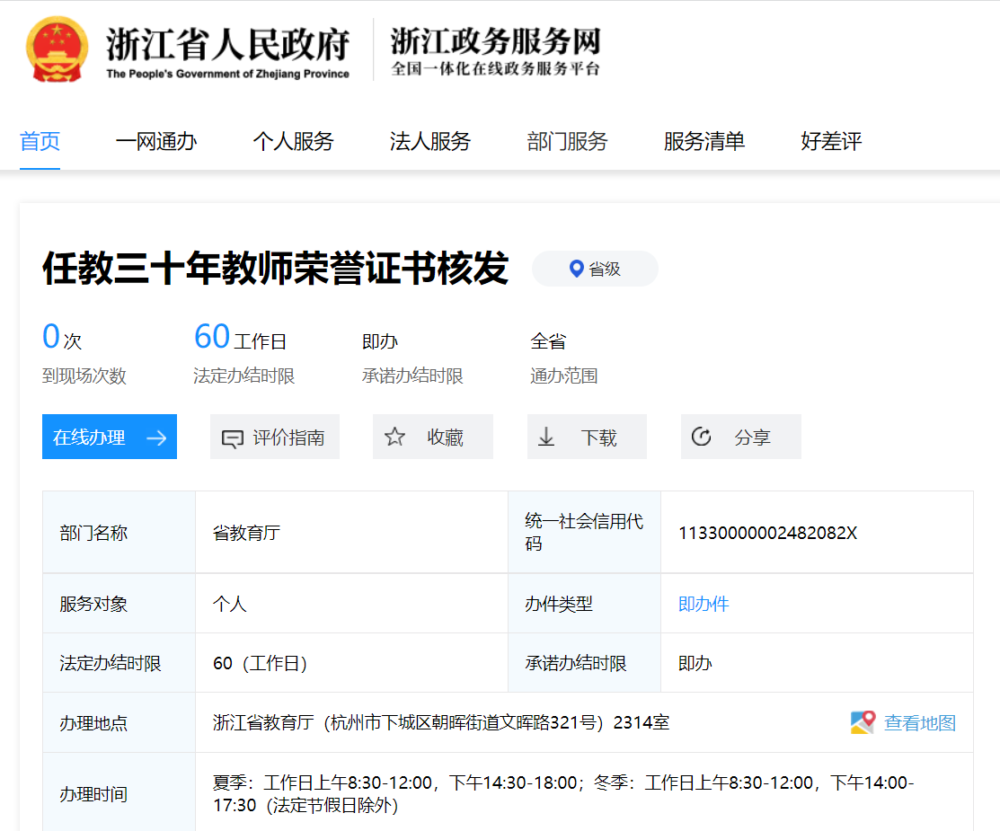 浙江省人民政府
The People's Government of Zhejiang Province
浙江政务服务网
全国一体化在线政务服务平台
首页 一网通办 个人服务 法人服务 部门服务 服务清单 好差评
任教三十年教师荣誉证书核发 省级
0次 60工作日 即办 全省
到现场次数 法定办结时限 承诺办结时限 通办范围
在线办理 评价指南 收藏 下载 分享
部门名称 省教育厅 统一社会信用代
码 11330000002482082X
服务对象 个人 办件类型 即办件
法定办结时限 60（工作日） 承诺办结时限 即办
办理地点 浙江省教育厅（杭州市下城区朝晖街道文晖路321号）2314室 查看地图
办理时间 夏季：工作日上午8:30-12:00，下午14:30-18:00；冬季：工作日上午8:30-12:00，下午14:00-
17:30（法定节假日除外）